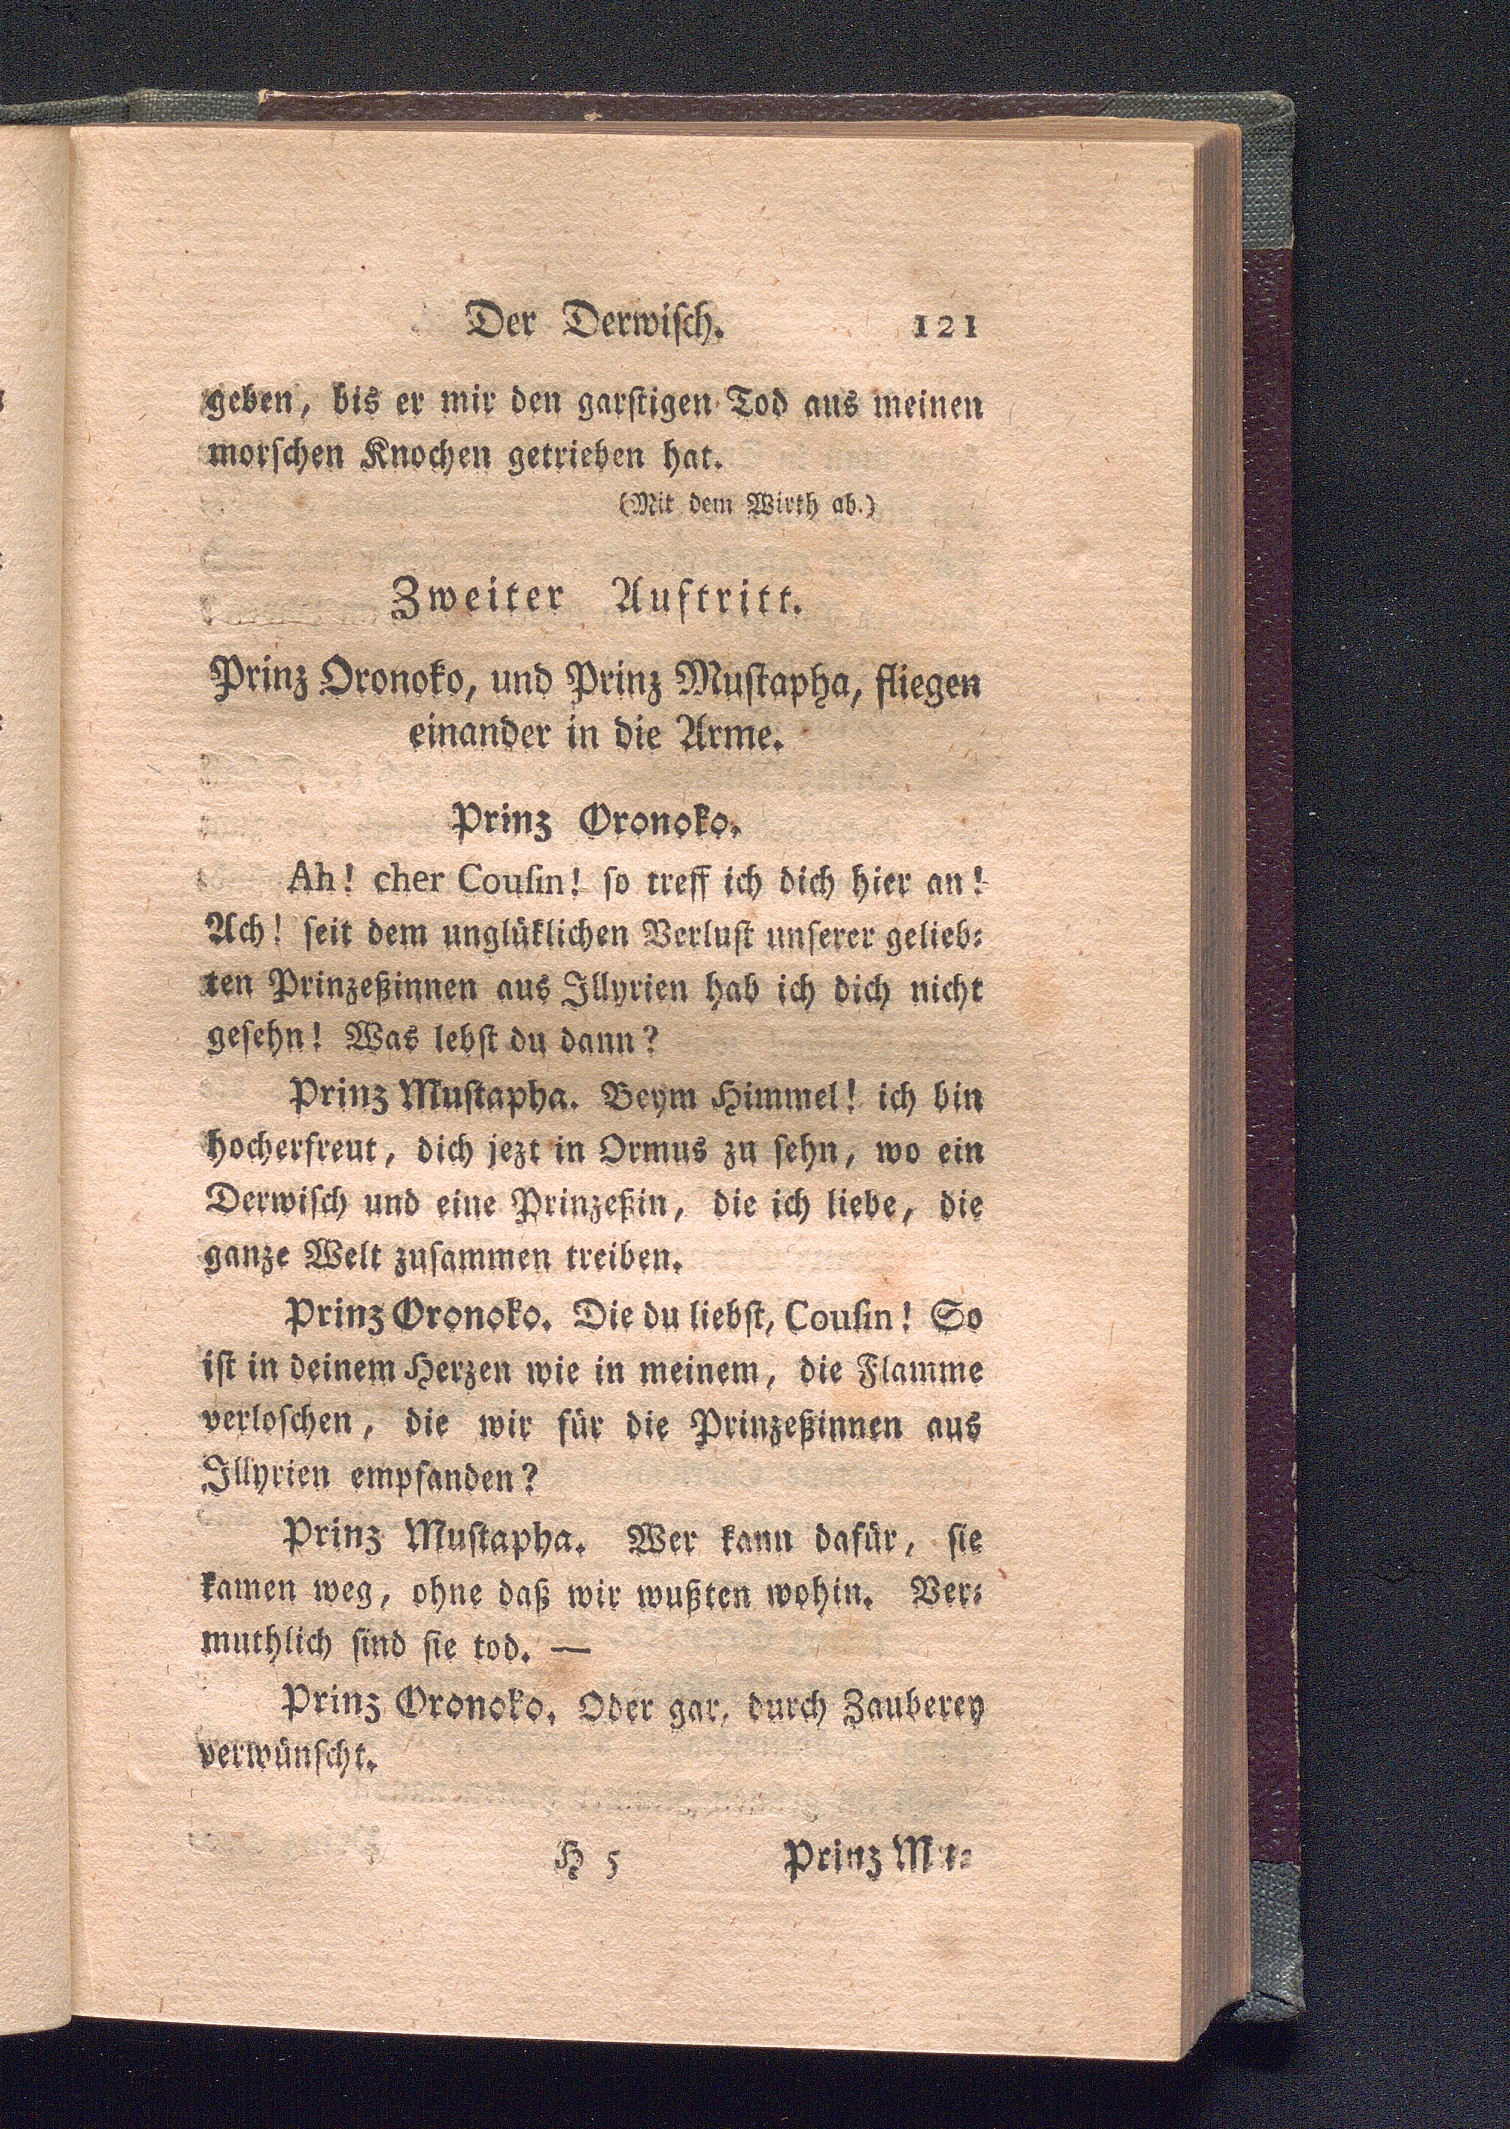 Der Derwiſch. 121
geben, bis er mir den garſtigen Tod aus meinen
morſchen Knochen getrieben hat.
(Mit dem Wirth ab.)
Zweiter Auftritt.
Prinz Oronoko, und Prinz Muſtapha, fliegen
einander in die Arme.
Prinz Oronoko.
Ah! cher Couſin! ſo treff ich dich hier an!
Ach! ſeit dem unglüklichen Verluſt unſerer gelieb-
ten Prinzeßinnen aus Illyrien hab ich dich nicht
geſehn! Was lebſt du dann?
Prinz Muſtapha. Beym Himmel! ich bin
hocherfreut, dich jezt in Ormus zu ſehn, wo ein
Derwiſch und eine Prinzeßin, die ich liebe, die
ganze Welt zuſammen treiben.
Prinz Oronoko. Die du liebſt, Couſin! So
iſt in deinem Herzen wie in meinem, die Flamme
verloſchen, die wir für die Prinzeßinnen aus
Illyrien empfanden?
Prinz Muſtapha. Wer kann dafür, ſie
kamen weg, ohne daß wir wußten wohin. Ver-
muthlich ſind ſie tod. —
Prinz Oronoko. Oder gar, durch Zauberey
verwünſcht.
H 5 Prinz Mu-